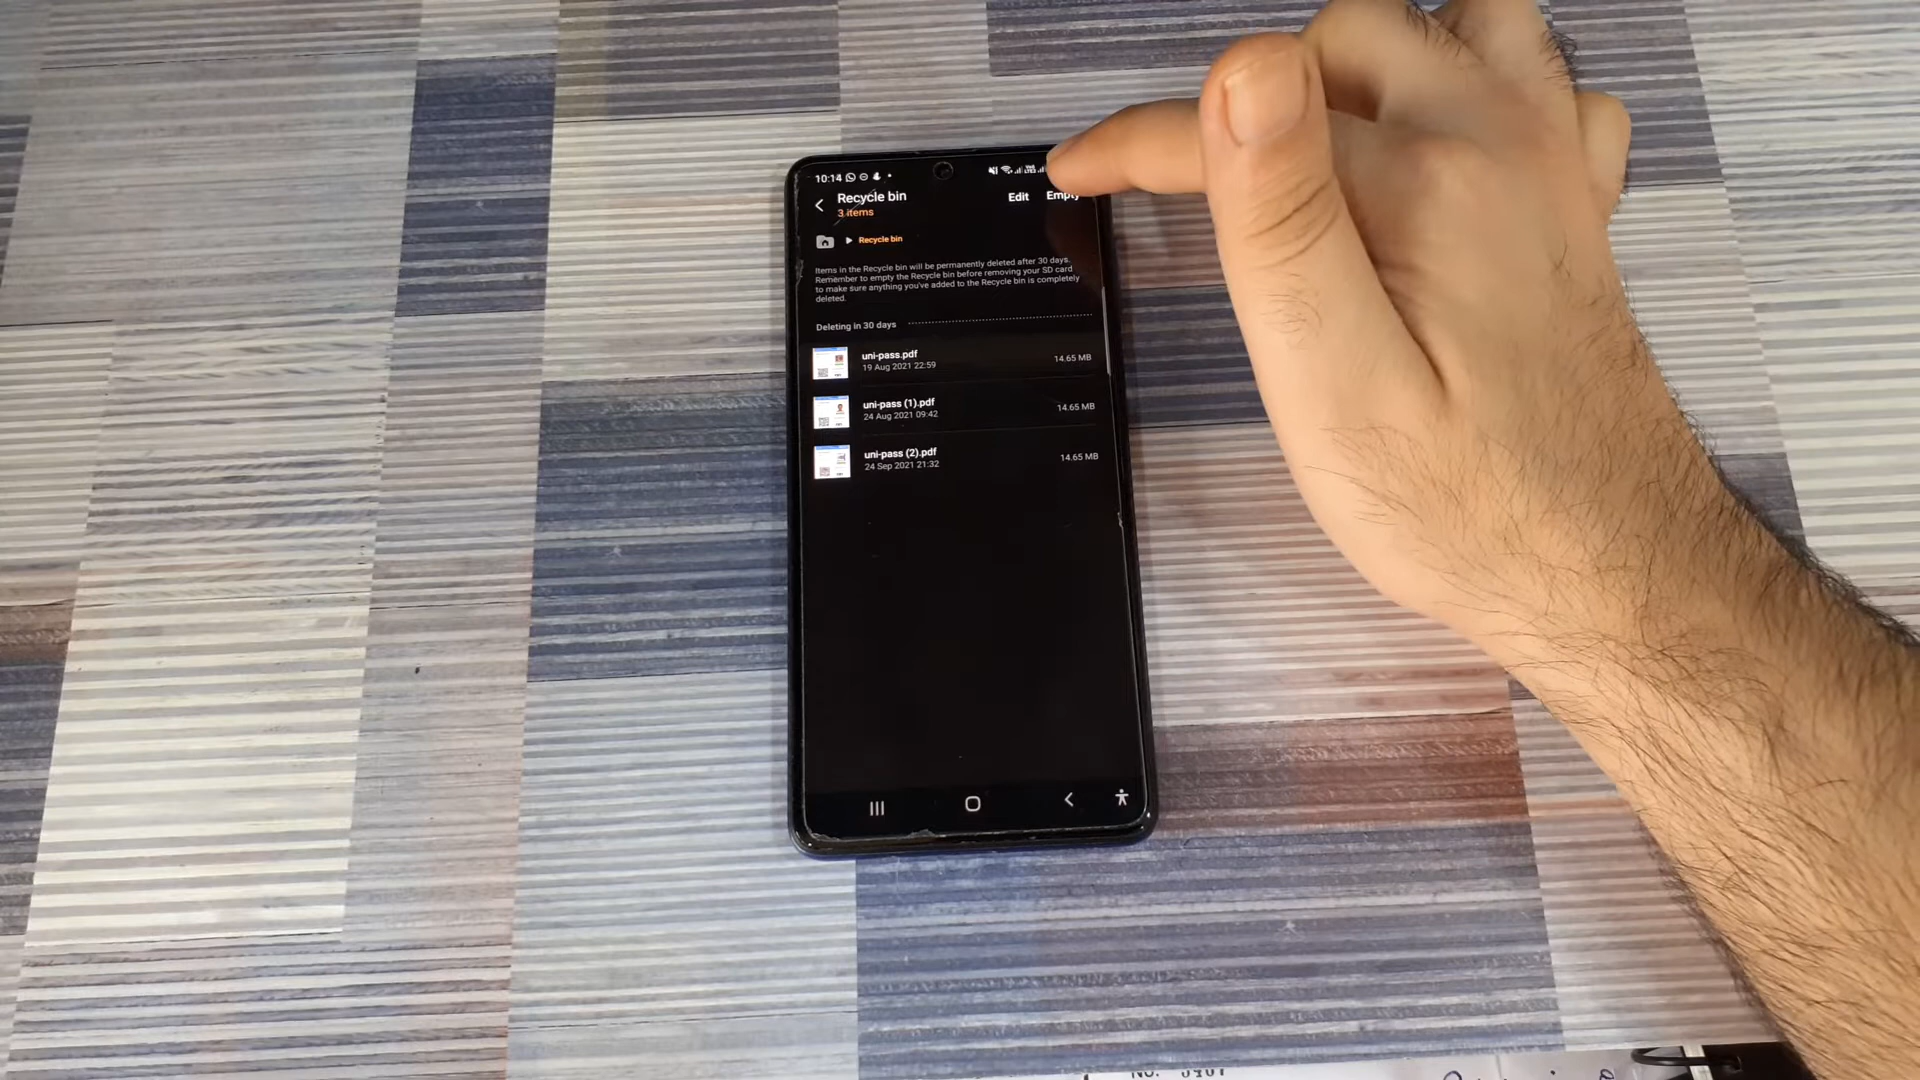 10:14
Recycle bin
Edit
Empty
3 items
Recycle bin
Items in the Recycle bin will be permanently deleted after 30 days.
Remember to empty the Recycle bin before removing your SD card
to make sure anything you've added to the Recycle bin is completely
deleted.
Deleting in 30 days
uni-pass.pdf
19 Aug 2021 22:59
14.65 MB
uni-pass (1).pdf
24 Aug 2021 09:42
14.65 MB
uni-pass (2).pdf
24 Sep 2021 21:32
14.65 MB